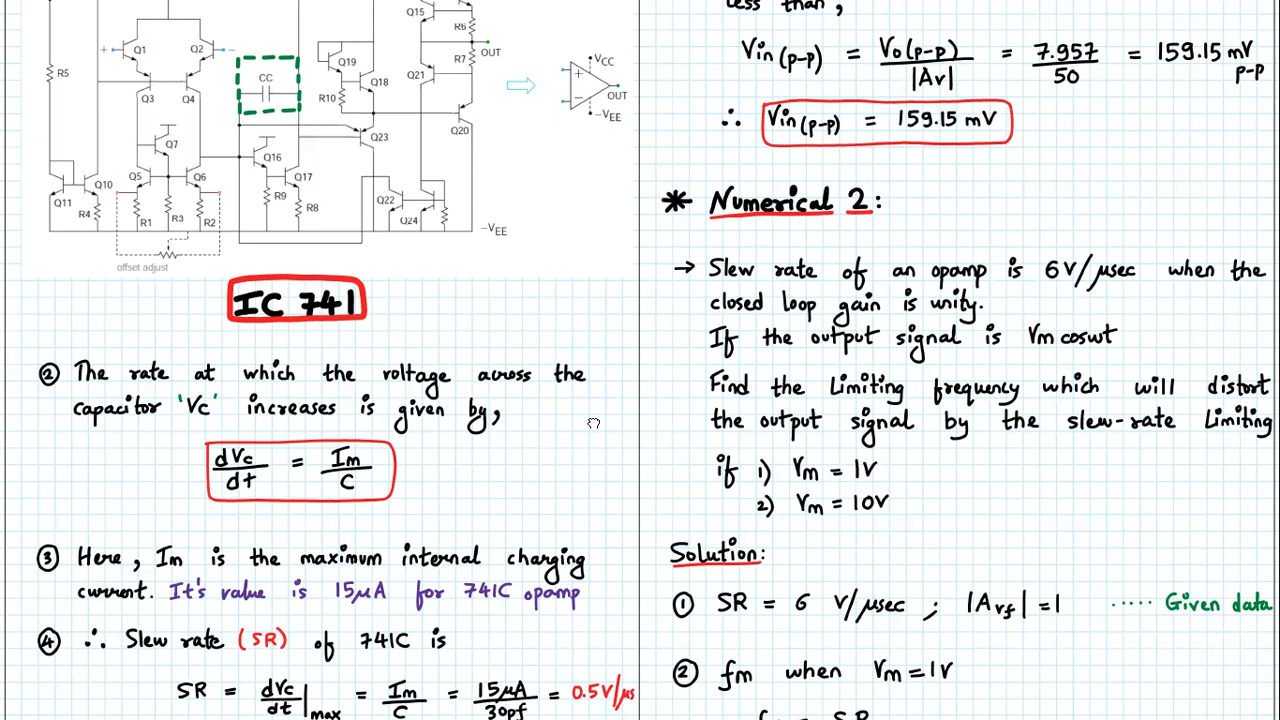 Q15
R6
Q1
Q2
+
−
OUT
R5
CC
Q19
Q18
R7
Q21
VCC
+
−
OUT
−VEE
Q3
Q4
R10
Q20
Q23
Q7
Q16
Q5
Q6
Q17
Q11
Q10
R4
R1
R3
R2
R9
R8
Q22
Q24
−VEE
offset adjust
IC 741
② The rate at which the voltage across the
capacitor 'Vc' increases is given by,
dVc/dt = Im/C
③ Here, Im is the maximum internal charging
current. It's value is 15μA for 741C opamp
④ ∴ Slew rate (SR) of 741C is
SR = dVc/dt|max = Im/C = 15μA/30pf = 0.5V/μs
less than,
Vin(p-p) = Vo(p-p)/|Av| = 7.957/50 = 159.15 mV p-p
∴ Vin(p-p) = 159.15 mV
* Numerical 2:
→ Slew rate of an opamp is 6V/μsec when the
closed loop gain is unity.
If the output signal is Vm coswt
Find the Limiting frequency which will distort
the output signal by the slew-rate Limiting
if 1) Vm = 1V
2) Vm = 10V
Solution:
① SR = 6 V/μsec ; |Avf| = 1 ..... Given data
② fm when Vm = 1V